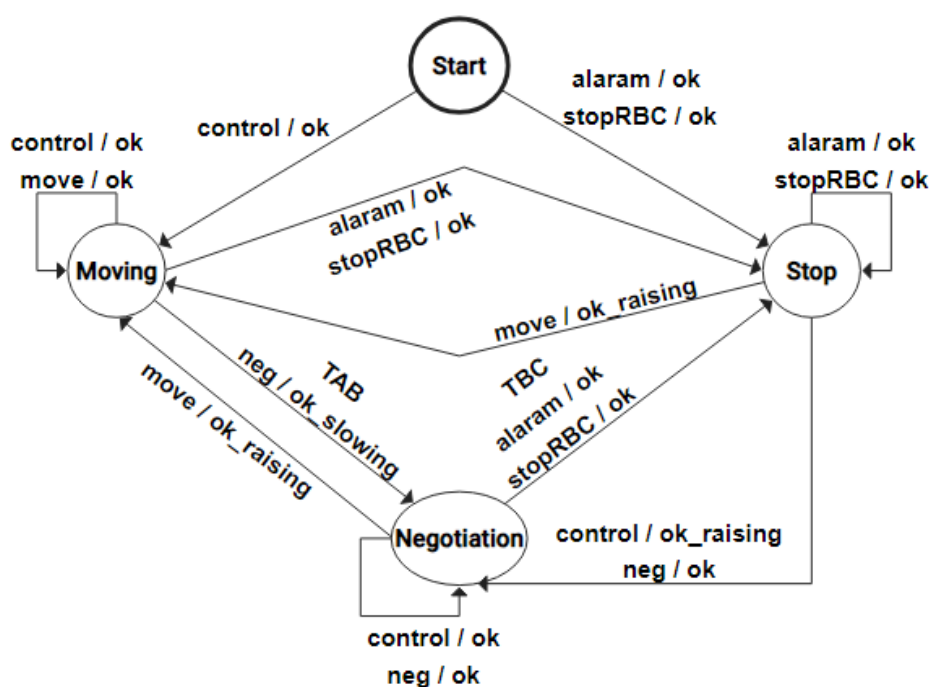 Start
alaram / ok
stopRBC / ok
control / ok
control / ok
move / ok
alaram / ok
stopRBC / ok
alaram / ok
stopRBC / ok
Moving
Stop
move / ok_raising
TAB
neg / ok_slowing
move / ok_raising
TBC
alaram / ok
stopRBC / ok
Negotiation
control / ok_raising
neg / ok
control / ok
neg / ok